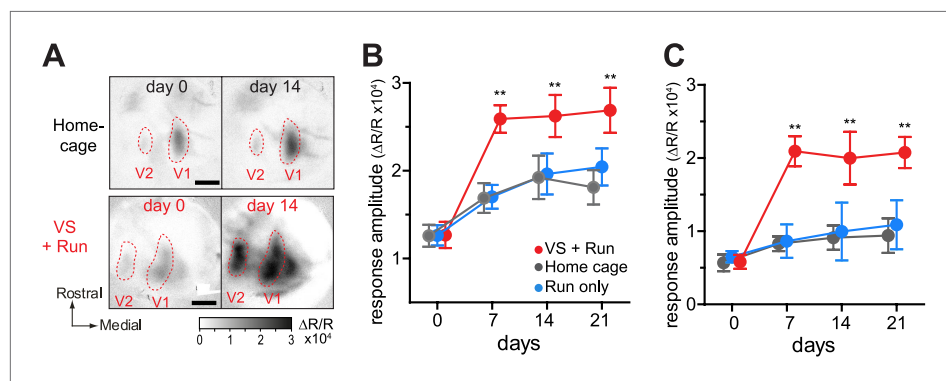 A
day 0
day 14
Home-
cage
V2
V1
V2
V1
day 0
day 14
VS
+ Run
V2
V1
V2
V1
Rostral
Medial
0
3
ΔR/R
x10⁴
B
**
**
**
response amplitude (ΔR/R x10⁴)
3
2
1
VS + Run
Home cage
Run only
0
7
14
21
days
C
**
**
**
response amplitude (ΔR/R x10⁴)
3
2
1
0
0
7
14
21
days